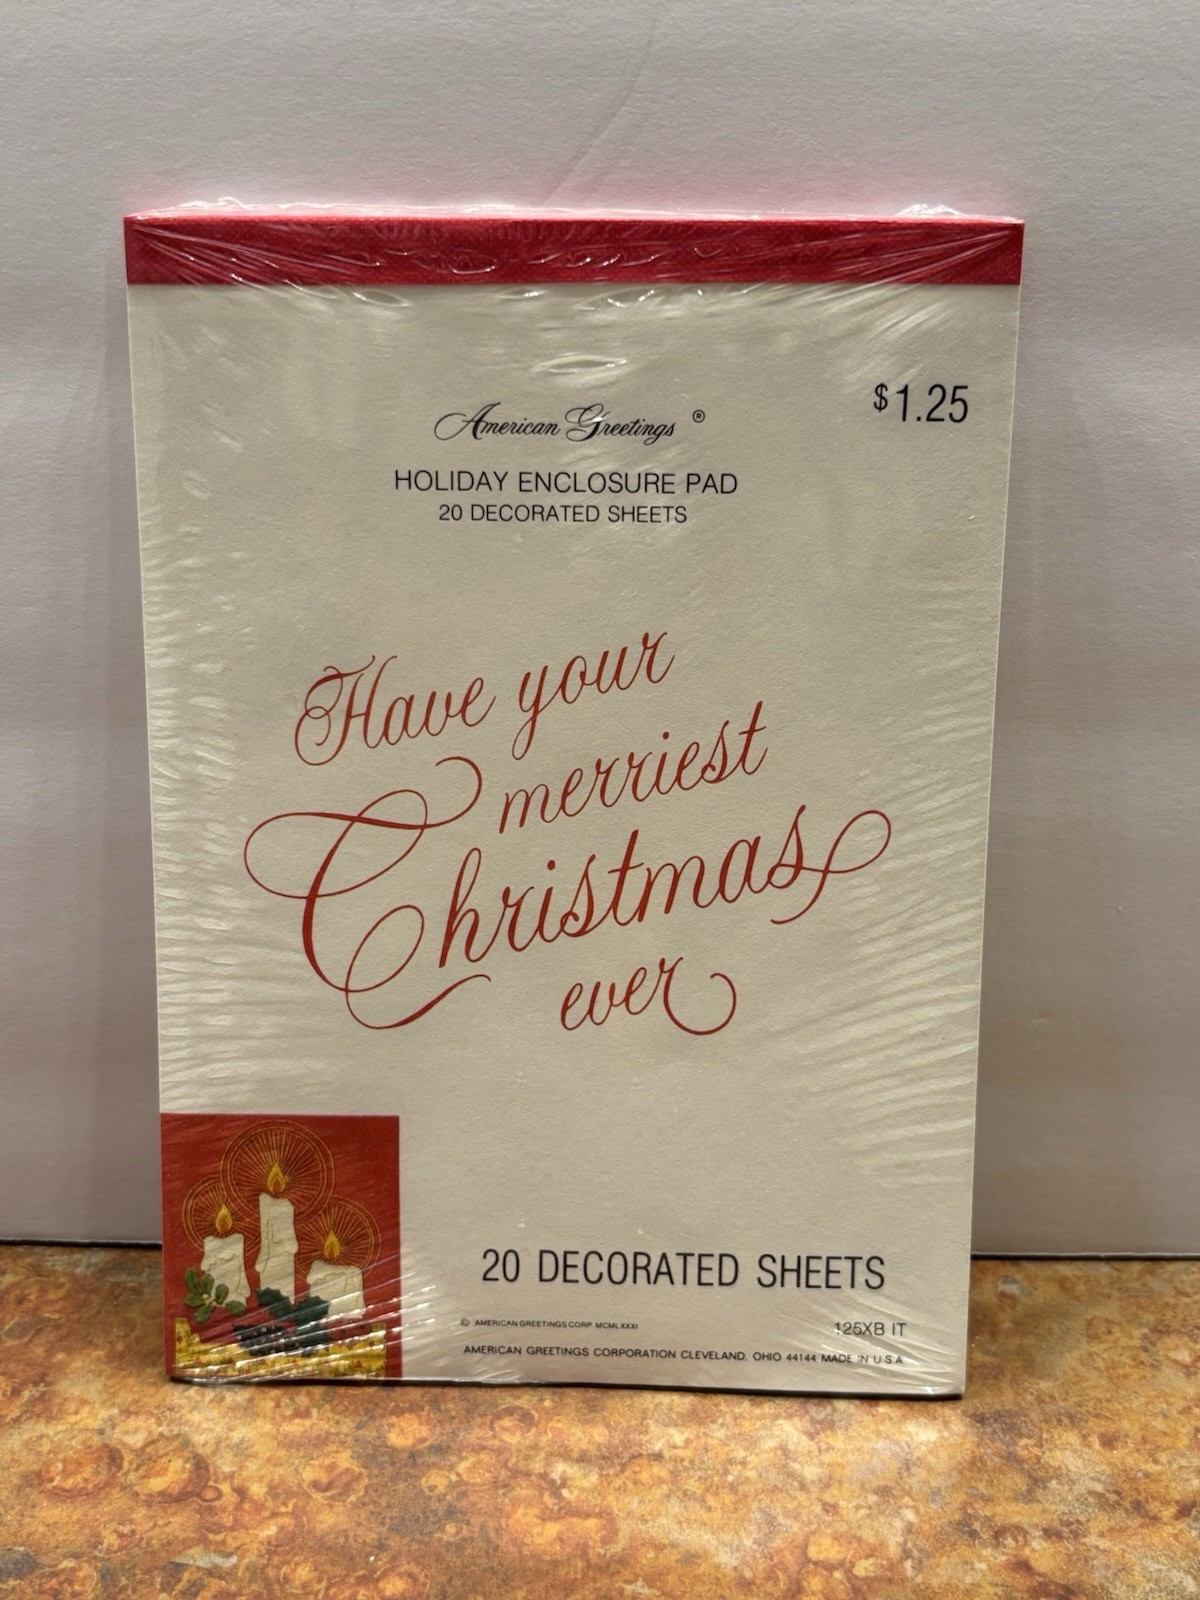 $1.25
American Greetings ®
HOLIDAY ENCLOSURE PAD
20 DECORATED SHEETS
Have your
merriest
Christmas
ever
20 DECORATED SHEETS
© AMERICAN GREETINGS CORP MCMLXXXI
125XB IT
AMERICAN GREETINGS CORPORATION CLEVELAND, OHIO 44144 MADE IN U S A